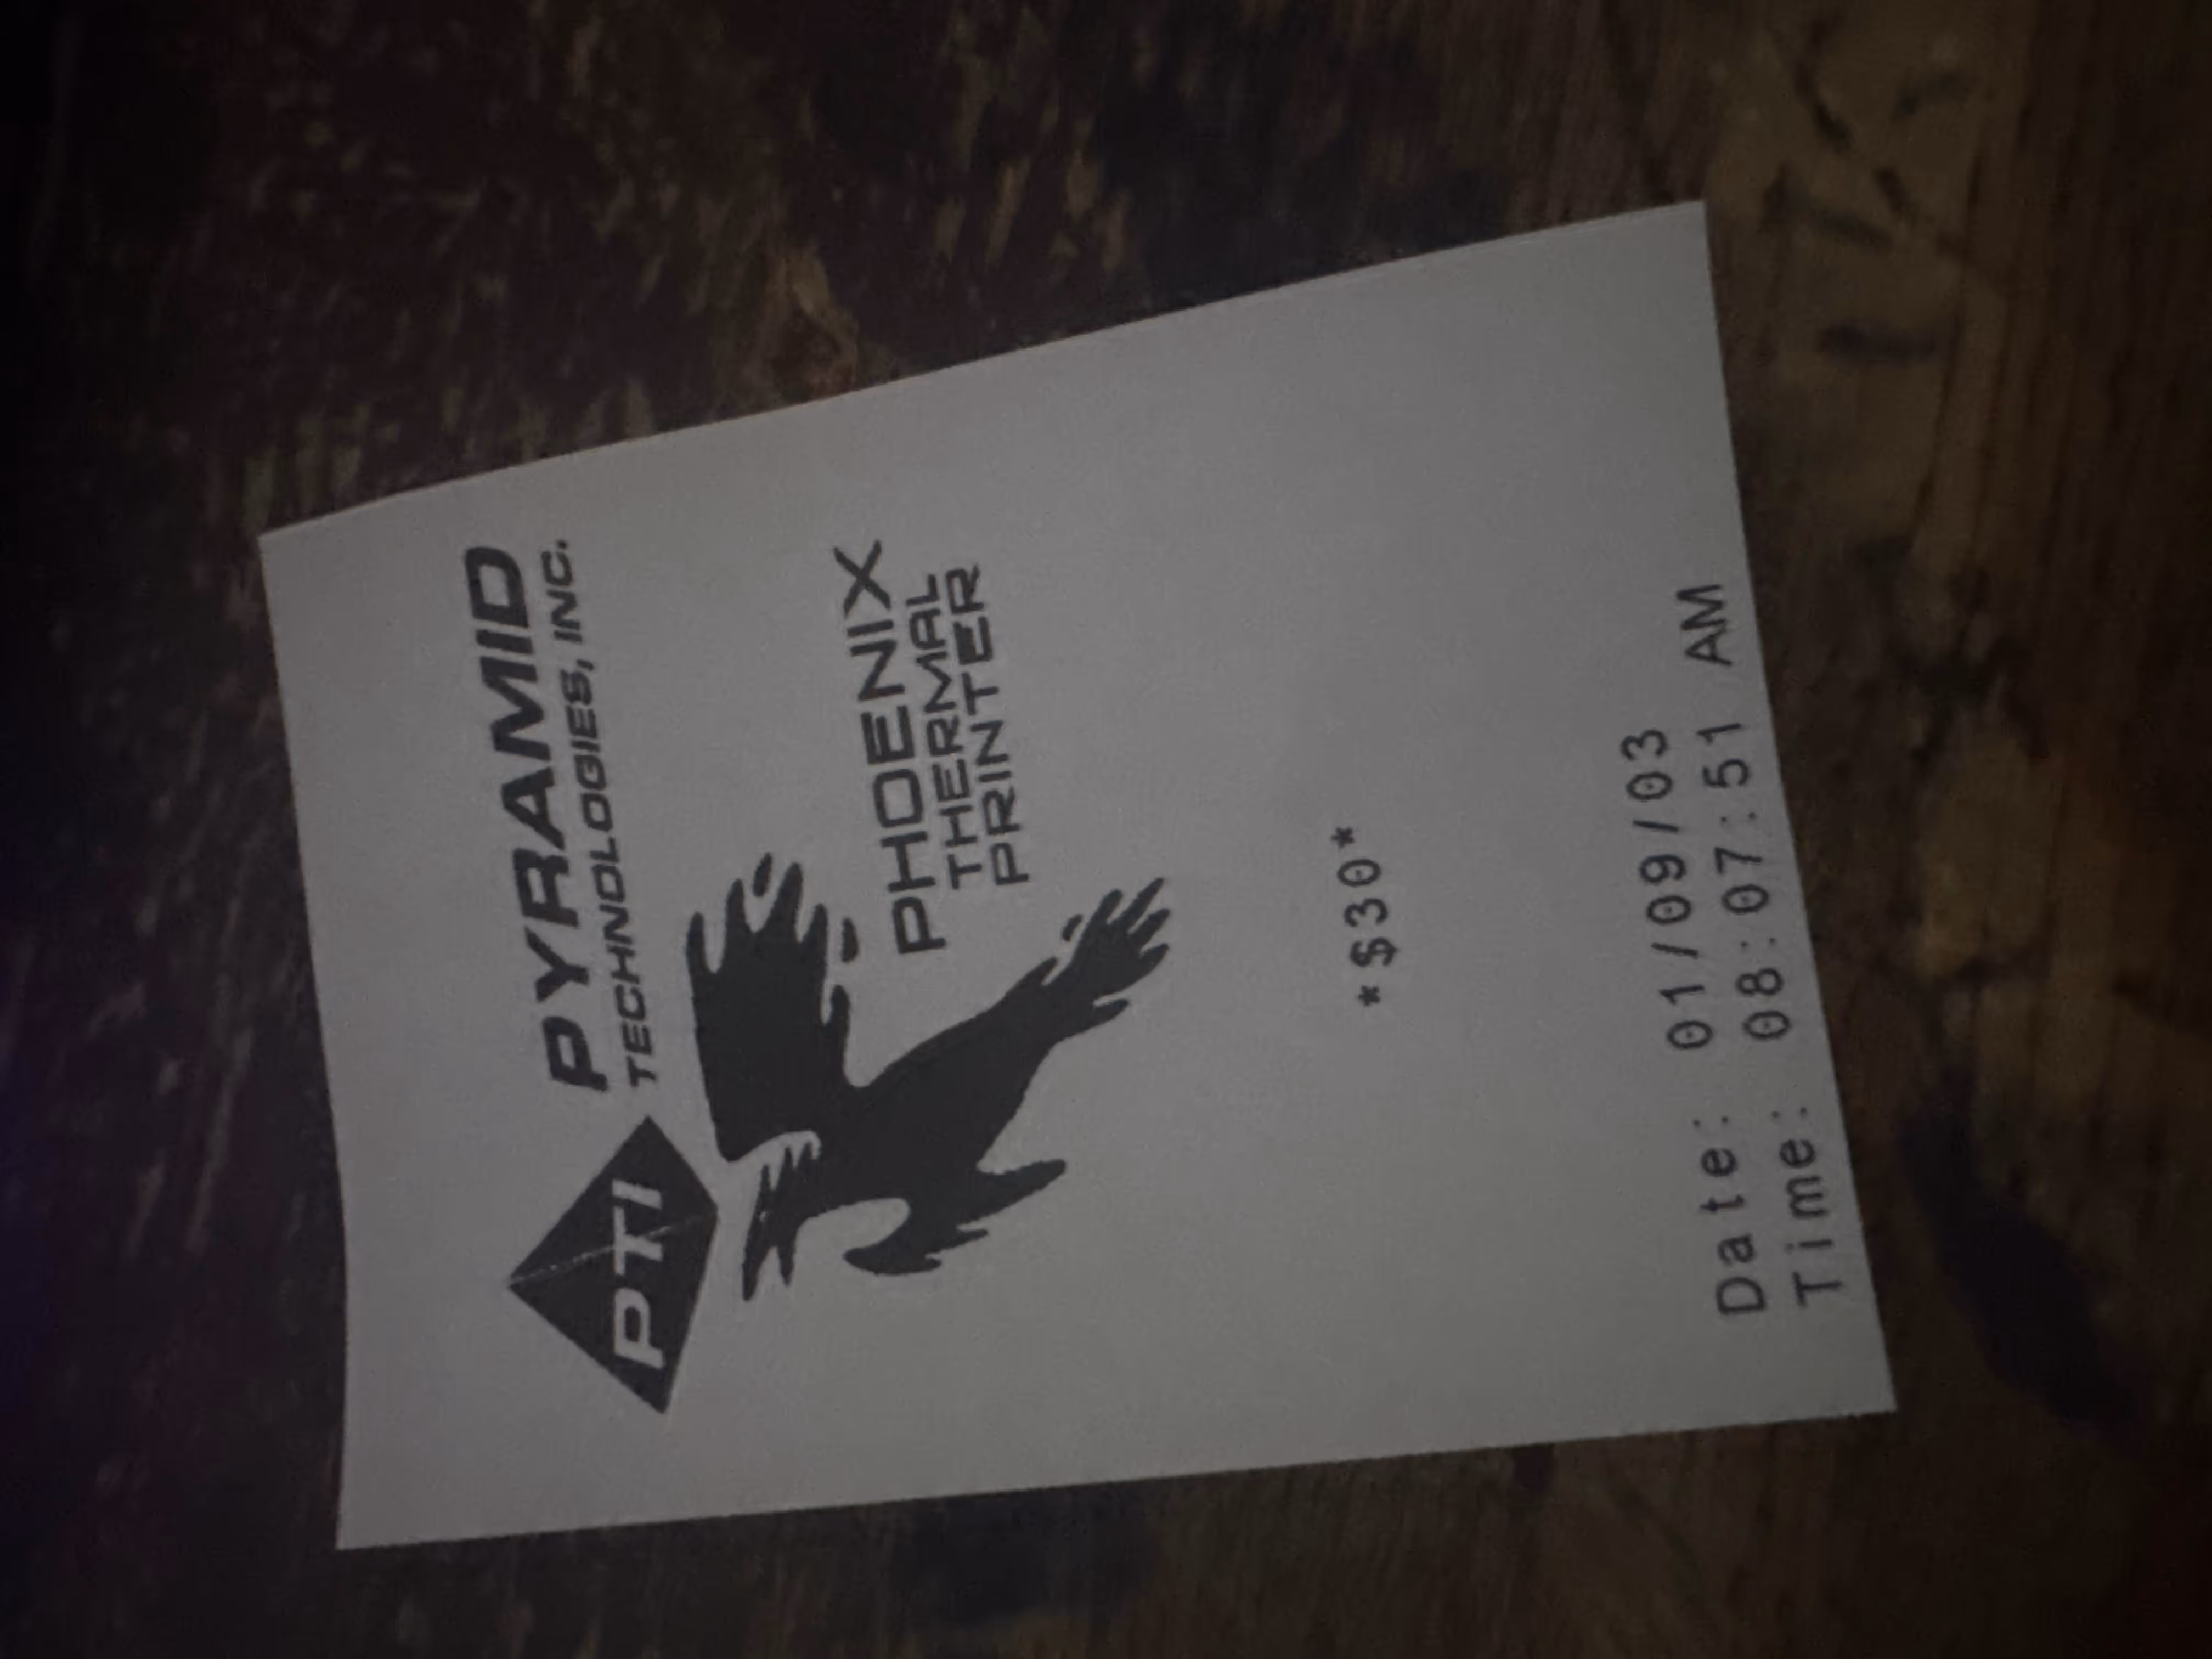 PTI
PYRAMID
TECHNOLOGIES, INC.
PHOENIX
THERMAL
PRINTER
*$30*
Date: 01/09/03
Time: 08:07:51 AM